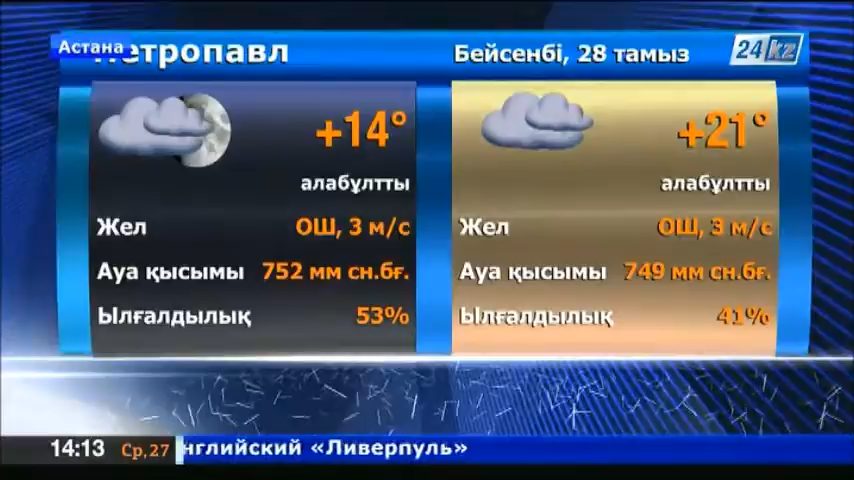 Астана
Петропавл
Бейсенбі, 28 тамыз
24kz
+14°
алабұлтты
Жел ОШ, 3 м/с
Ауа қысымы 752 мм сн.бғ.
Ылғалдылық 53%
+21°
алабұлтты
Жел ОШ, 3 м/с
Ауа қысымы 749 мм сн.бғ.
Ылғалдылық 41%
14:13 Ср,27 нглийский «Ливерпуль»